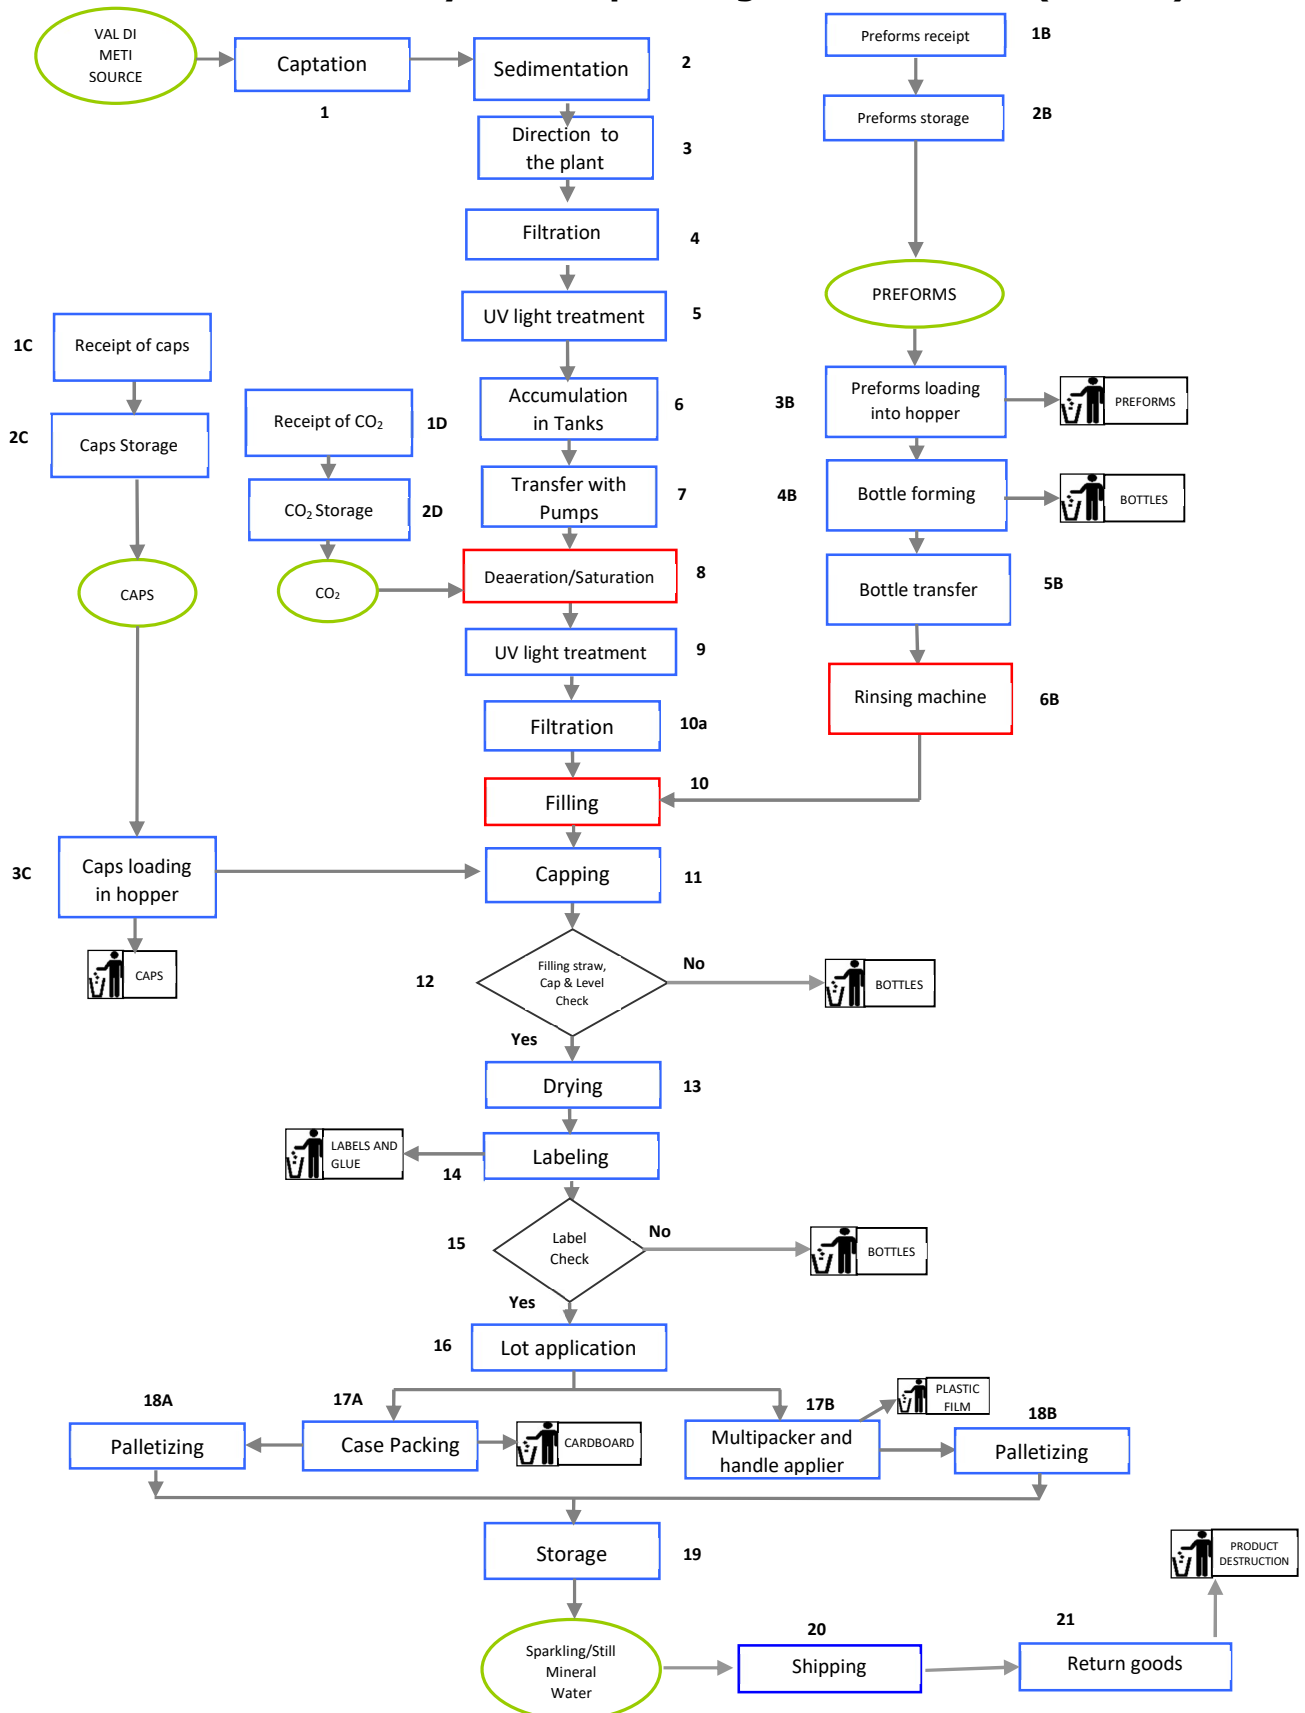 VAL DI
METI
SOURCE
Captation
1
Sedimentation
2
Direction to
the plant
3
Filtration
4
UV light treatment
5
Accumulation
in Tanks
6
Transfer with
Pumps
7
Deaeration/Saturation
8
UV light treatment
9
Filtration
10a
Filling
10
Capping
11
Preforms receipt
1B
Preforms storage
2B
PREFORMS
Preforms loading
into hopper
3B
PREFORMS
Bottle forming
4B
BOTTLES
Bottle transfer
5B
Rinsing machine
6B
1C
Receipt of caps
2C
Caps Storage
CAPS
3C
Caps loading
in hopper
CAPS
Receipt of CO₂
1D
CO₂ Storage
2D
CO₂
12
Filling straw,
Cap & Level
Check
No
BOTTLES
Yes
Drying
13
LABELS AND
GLUE
Labeling
14
15
Label
Check
No
BOTTLES
Yes
16
Lot application
18A
Palletizing
17A
Case Packing
CARDBOARD
17B
Multipacker and
handle applier
PLASTIC
FILM
18B
Palletizing
Storage
19
Sparkling/Still
Mineral
Water
20
Shipping
21
Return goods
PRODUCT
DESTRUCTION